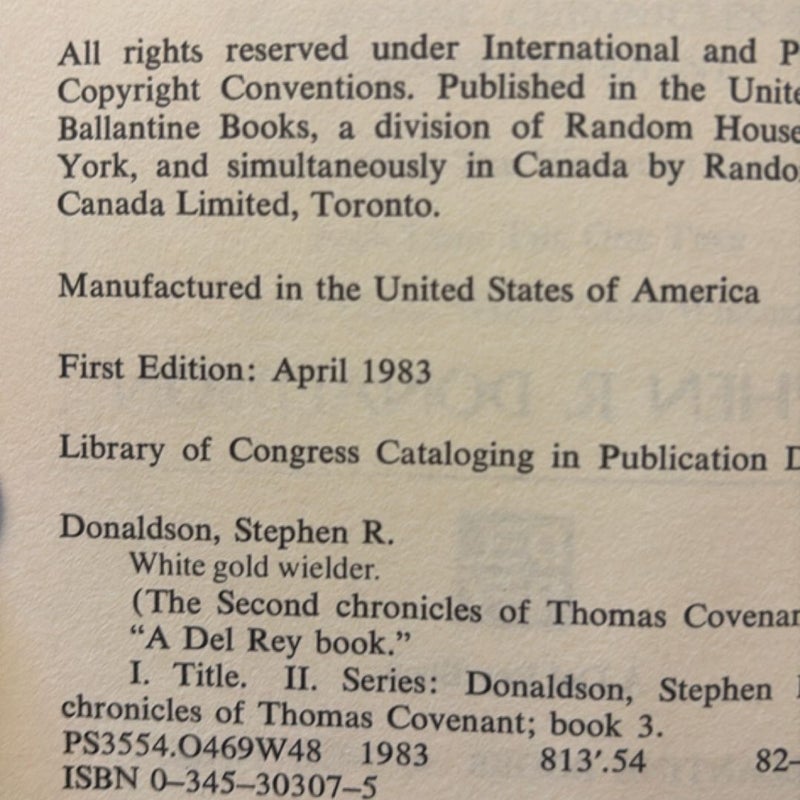 All rights reserved under International and P
Copyright Conventions. Published in the Unite
Ballantine Books, a division of Random House
York, and simultaneously in Canada by Rando
Canada Limited, Toronto.
Manufactured in the United States of America
First Edition: April 1983
Library of Congress Cataloging in Publication D
Donaldson, Stephen R.
White gold wielder.
(The Second chronicles of Thomas Covenan
“A Del Rey book.”
I. Title. II. Series: Donaldson, Stephen
chronicles of Thomas Covenant; book 3.
PS3554.O469W48 1983 813′.54 82–
ISBN 0–345–30307–5